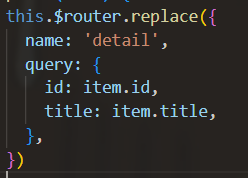 this.$router.replace({
name: 'detail',
query: {
id: item.id,
title: item.title,
},
})